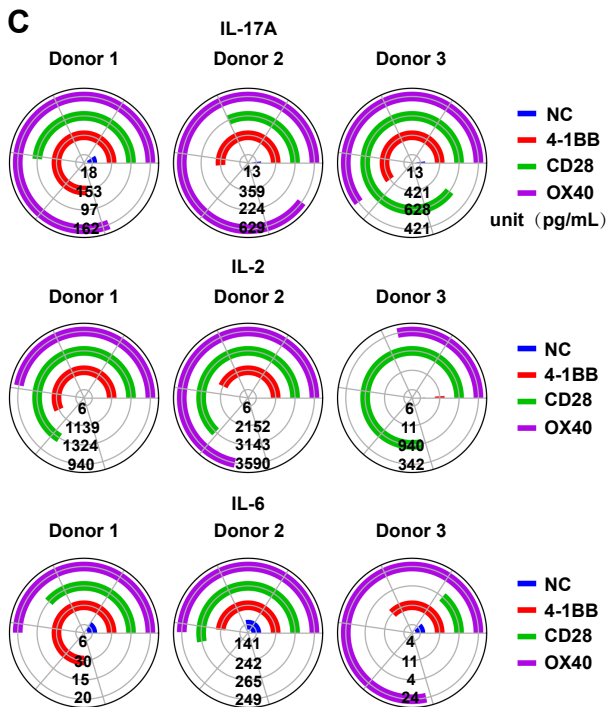 C
IL-17A
Donor 1 Donor 2 Donor 3
18
153
97
162
13
359
224
629
13
421
628
421
NC
4-1BB
CD28
OX40
unit（pg/mL）
IL-2
Donor 1 Donor 2 Donor 3
6
1139
1324
940
6
2152
3143
3590
6
11
940
342
NC
4-1BB
CD28
OX40
IL-6
Donor 1 Donor 2 Donor 3
6
30
15
20
141
242
265
249
4
11
4
24
NC
4-1BB
CD28
OX40